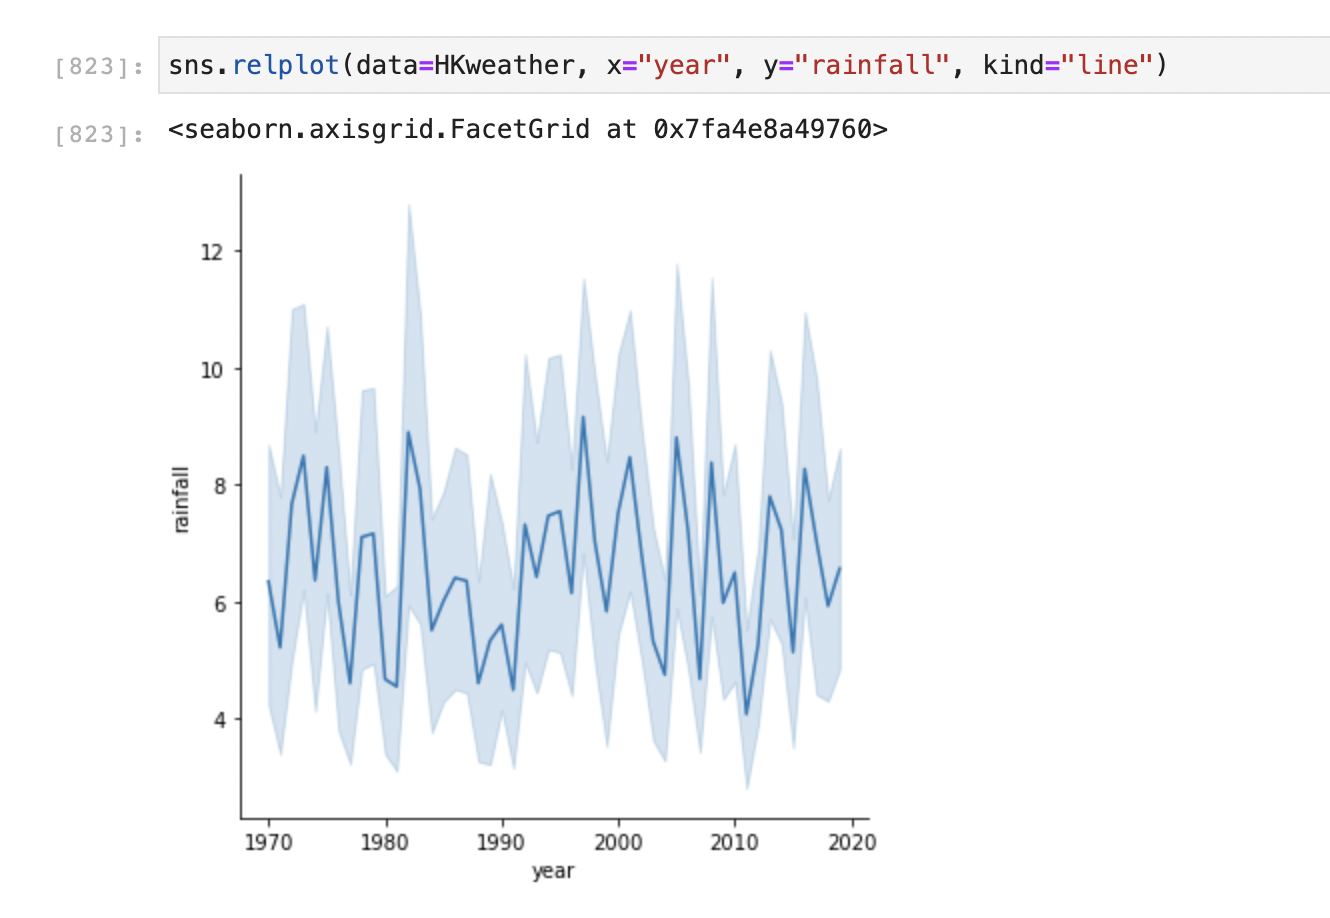 [823]: sns.relplot(data=HKweather, x="year", y="rainfall", kind="line")
[823]: <seaborn.axisgrid.FacetGrid at 0x7fa4e8a49760>
12
10
8
rainfall
6
4
1970 1980 1990 2000 2010 2020
year